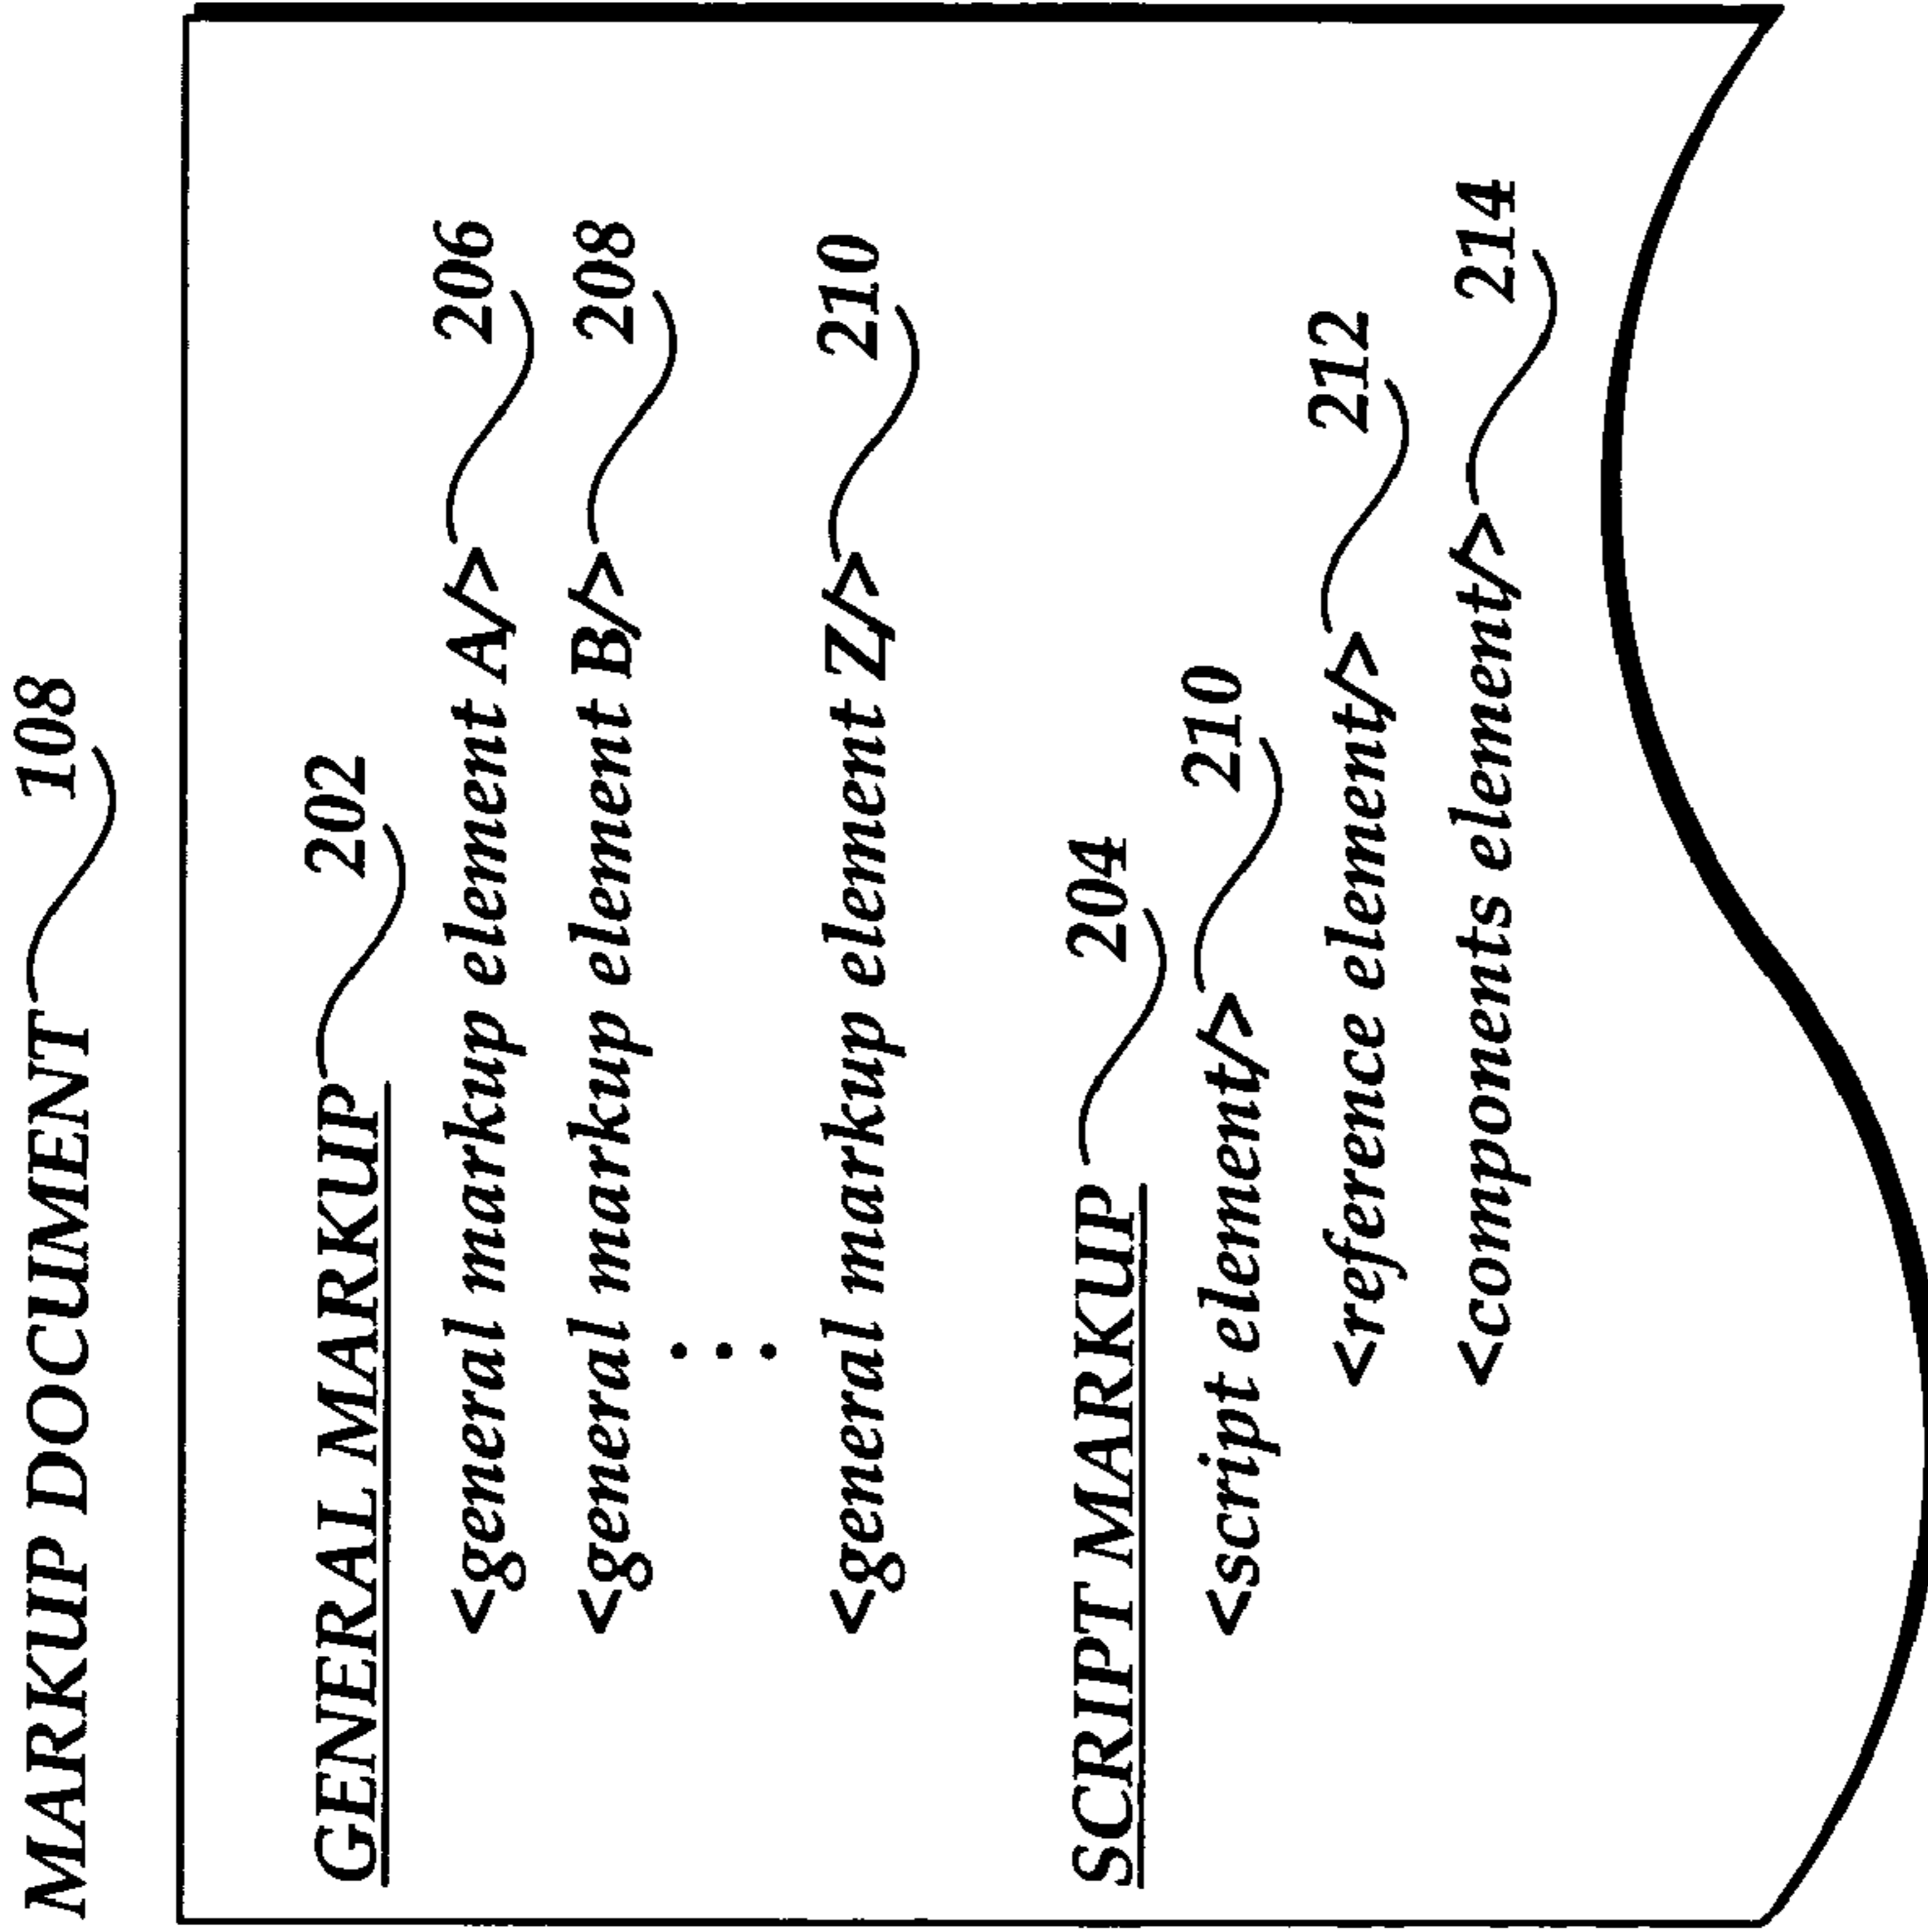 MARKUP DOCUMENT 108
GENERAL MARKUP 202
<general markup element A/> 206
<general markup element B/> 208
<general markup element Z/> 210
SCRIPT MARKUP 204
<script element/> 210
<reference element/> 212
<components element/> 214